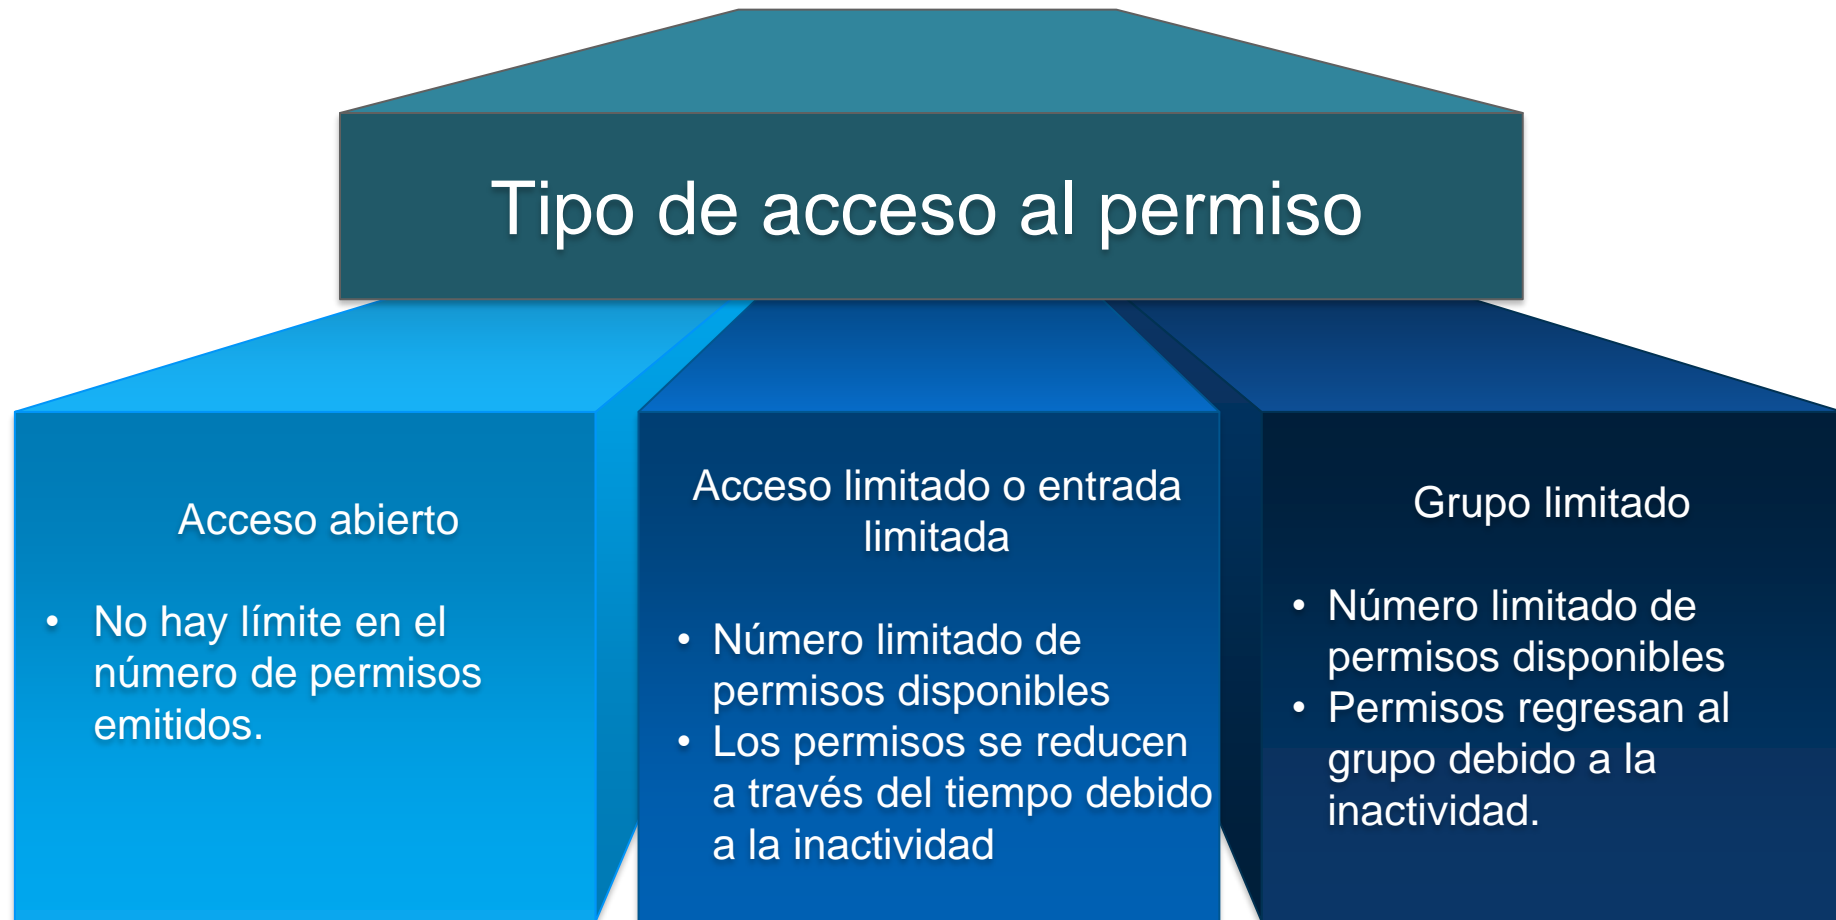 Tipo de acceso al permiso
Acceso abierto
• No hay límite en el
número de permisos
emitidos.
Acceso limitado o entrada
limitada
• Número limitado de
permisos disponibles
• Los permisos se reducen
a través del tiempo debido
a la inactividad
Grupo limitado
• Número limitado de
permisos disponibles
• Permisos regresan al
grupo debido a la
inactividad.